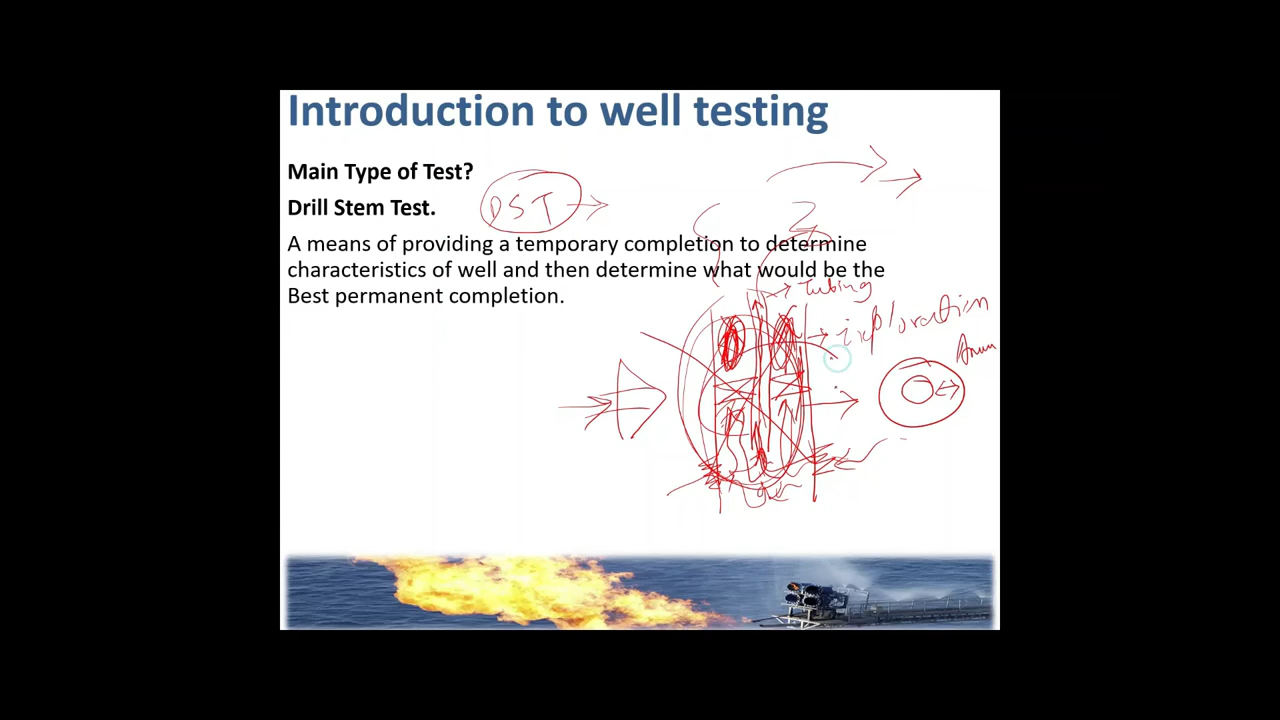 Introduction to well testing
Main Type of Test?
Drill Stem Test.
DST
A means of providing a temporary completion to determine
characteristics of well and then determine what would be the
Best permanent completion.
Tubing